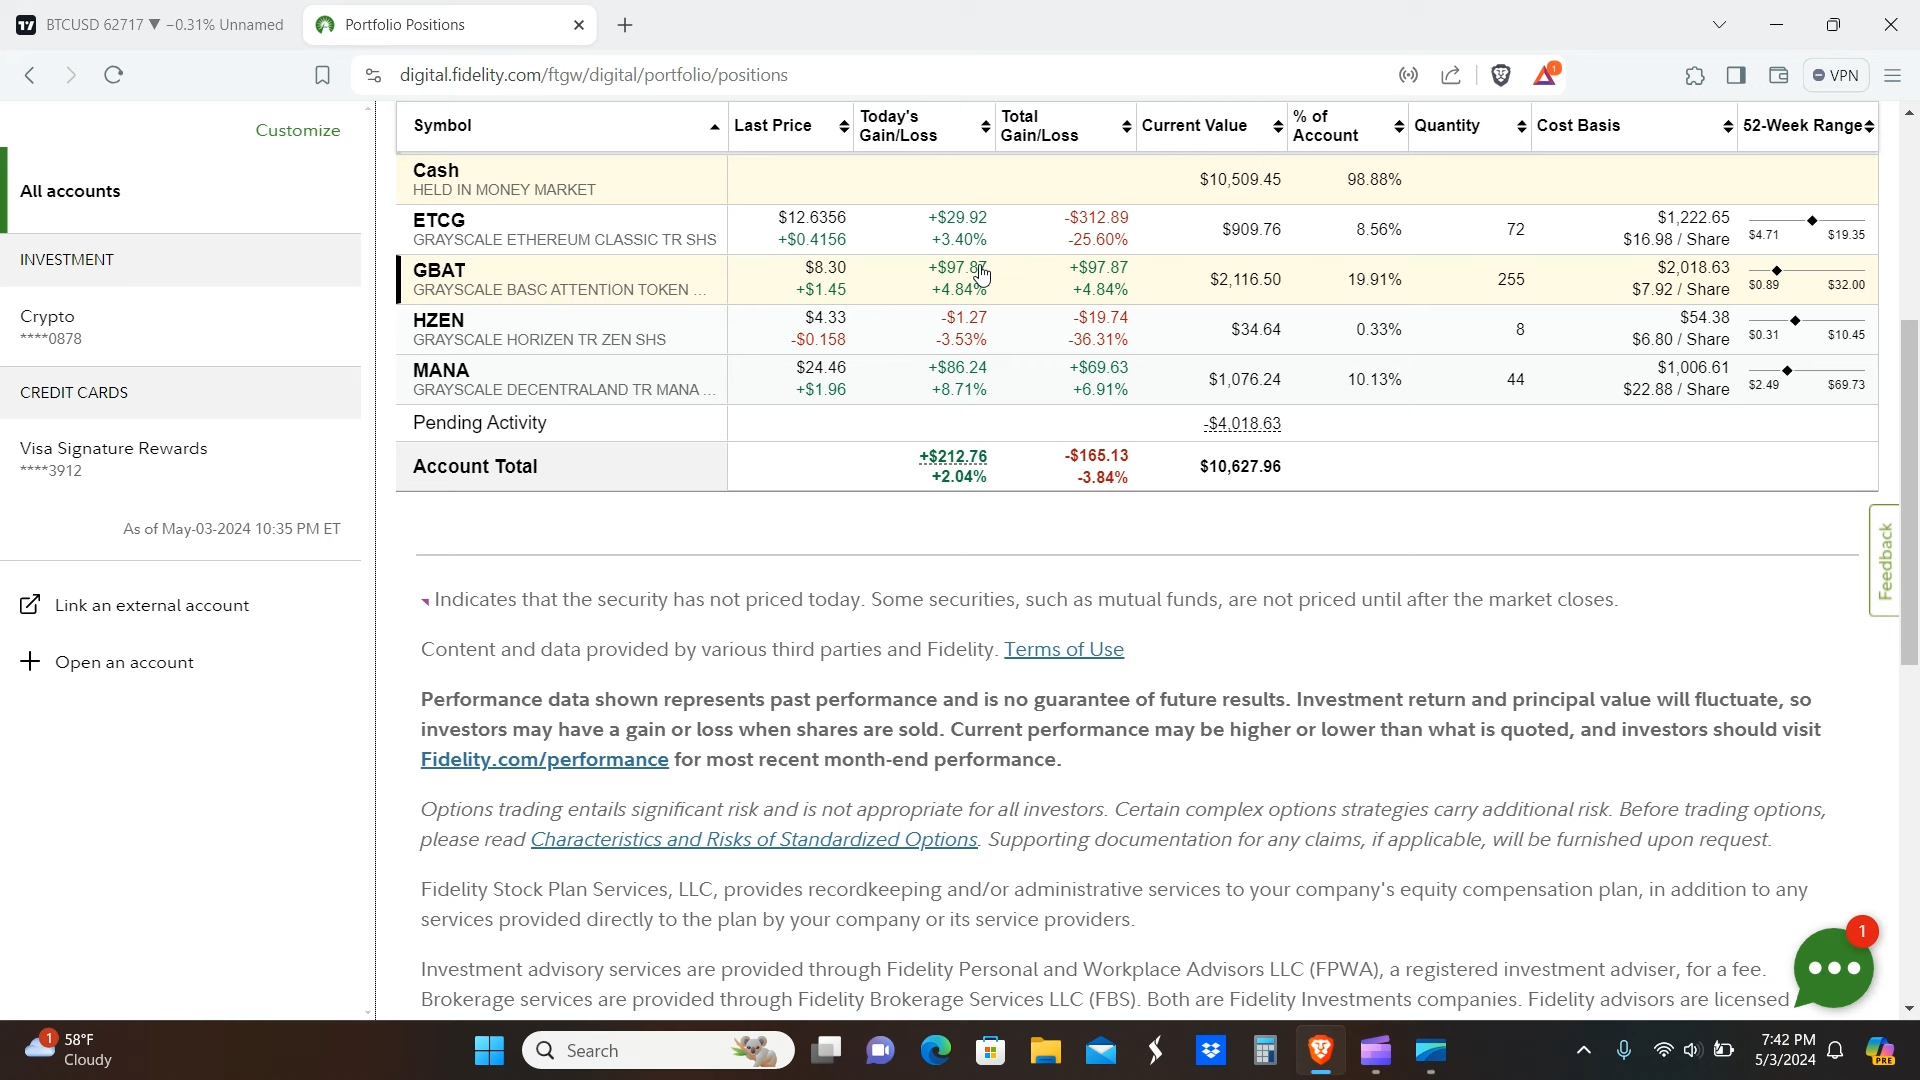 BTCUSD 62717 ▼ −0.31% Unnamed
Portfolio Positions
digital.fidelity.com/ftgw/digital/portfolio/positions
1
VPN
Customize
All accounts
INVESTMENT
Crypto
****0878
CREDIT CARDS
Visa Signature Rewards
****3912
As of May-03-2024 10:35 PM ET
Link an external account
Open an account
Symbol Last Price Today's Gain/Loss Total Gain/Loss Current Value % of Account Quantity Cost Basis 52-Week Range
Cash $10,509.45 98.88%
HELD IN MONEY MARKET
ETCG $12.6356 +$29.92 -$312.89 $909.76 8.56% 72 $1,222.65
GRAYSCALE ETHEREUM CLASSIC TR SHS +$0.4156 +3.40% -25.60% $16.98 / Share $4.71 $19.35
GBAT $8.30 +$97.87 +$97.87 $2,116.50 19.91% 255 $2,018.63
GRAYSCALE BASC ATTENTION TOKEN ... +$1.45 +4.84% +4.84% $7.92 / Share $0.89 $32.00
HZEN $4.33 -$1.27 -$19.74 $34.64 0.33% 8 $54.38
GRAYSCALE HORIZEN TR ZEN SHS -$0.158 -3.53% -36.31% $6.80 / Share $0.31 $10.45
MANA $24.46 +$86.24 +$69.63 $1,076.24 10.13% 44 $1,006.61
GRAYSCALE DECENTRALAND TR MANA ... +$1.96 +8.71% +6.91% $22.88 / Share $2.49 $69.73
Pending Activity -$4,018.63
Account Total +$212.76 -$165.13 $10,627.96
+2.04% -3.84%
Indicates that the security has not priced today. Some securities, such as mutual funds, are not priced until after the market closes.
Content and data provided by various third parties and Fidelity. Terms of Use
Performance data shown represents past performance and is no guarantee of future results. Investment return and principal value will fluctuate, so
investors may have a gain or loss when shares are sold. Current performance may be higher or lower than what is quoted, and investors should visit
Fidelity.com/performance for most recent month-end performance.
Options trading entails significant risk and is not appropriate for all investors. Certain complex options strategies carry additional risk. Before trading options,
please read Characteristics and Risks of Standardized Options. Supporting documentation for any claims, if applicable, will be furnished upon request.
Fidelity Stock Plan Services, LLC, provides recordkeeping and/or administrative services to your company's equity compensation plan, in addition to any
services provided directly to the plan by your company or its service providers.
Investment advisory services are provided through Fidelity Personal and Workplace Advisors LLC (FPWA), a registered investment adviser, for a fee.
Brokerage services are provided through Fidelity Brokerage Services LLC (FBS). Both are Fidelity Investments companies. Fidelity advisors are licensed
Feedback
1
1
58°F
Cloudy
Search
7:42 PM
5/3/2024
PRE